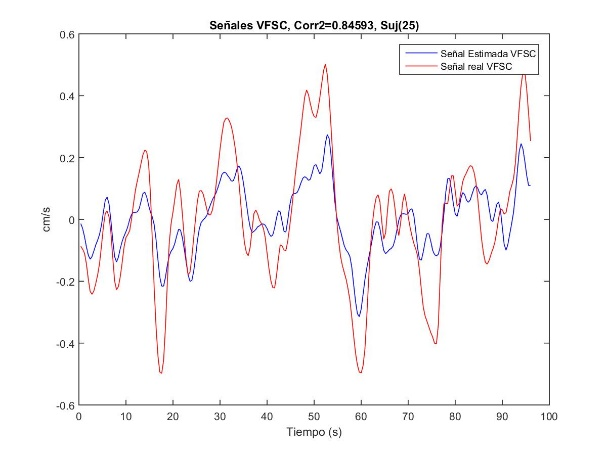 Señales VFSC, Corr2=0.84593, Suj(25)
Señal Estimada VFSC
Señal real VFSC
0.6
0.4
0.2
0
-0.2
-0.4
-0.6
cm/s
0 10 20 30 40 50 60 70 80 90 100
Tiempo (s)